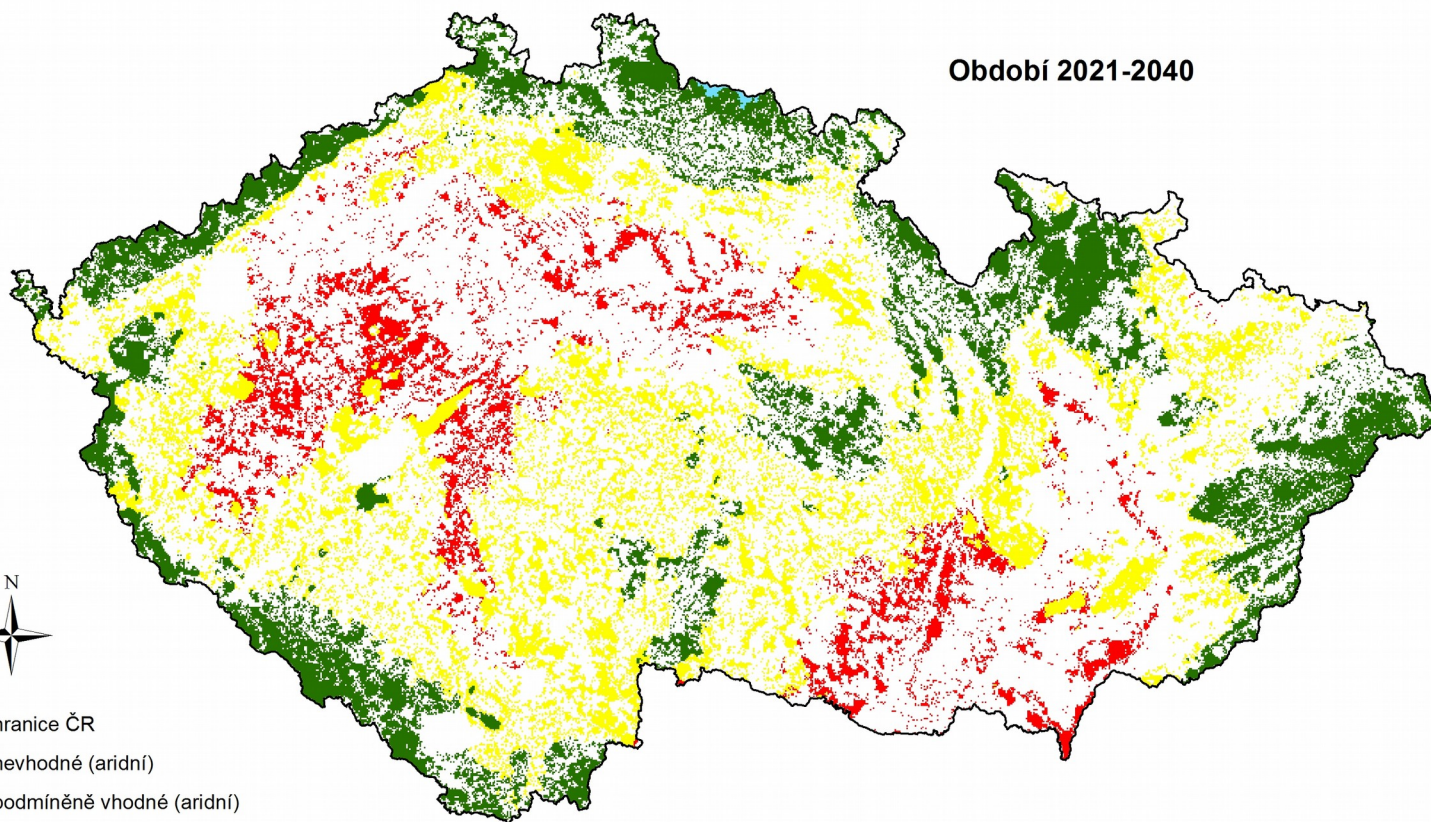 Období 2021-2040
N
hranice ČR
nevhodné (aridní)
podmíněně vhodné (aridní)